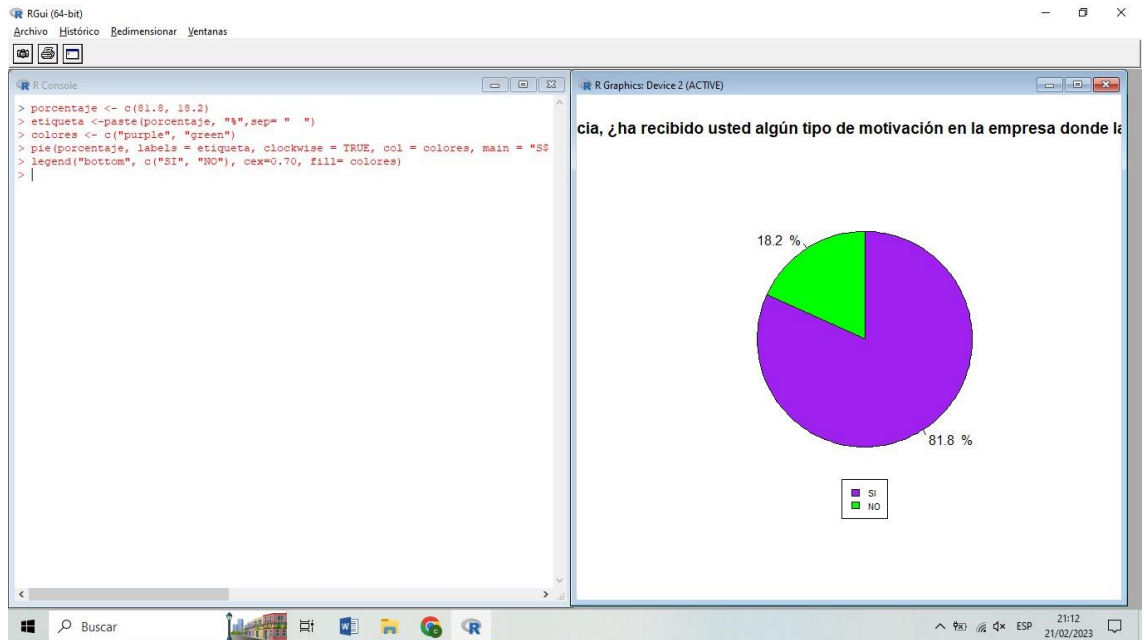 RGui (64-bit)
Archivo Histórico Redimensionar Ventanas
R Console
> porcentaje <- c(81.8, 18.2)
> etiqueta <-paste(porcentaje, "%",sep= "  ")
> colores <- c("purple", "green")
> pie(porcentaje, labels = etiqueta, clockwise = TRUE, col = colores, main = "S$
> legend("bottom", c("SI", "NO"), cex=0.70, fill= colores)
>
R Graphics: Device 2 (ACTIVE)
cia, ¿ha recibido usted algún tipo de motivación en la empresa donde la
18.2 %
81.8 %
SI
NO
Buscar
ESP
21:12
21/02/2023